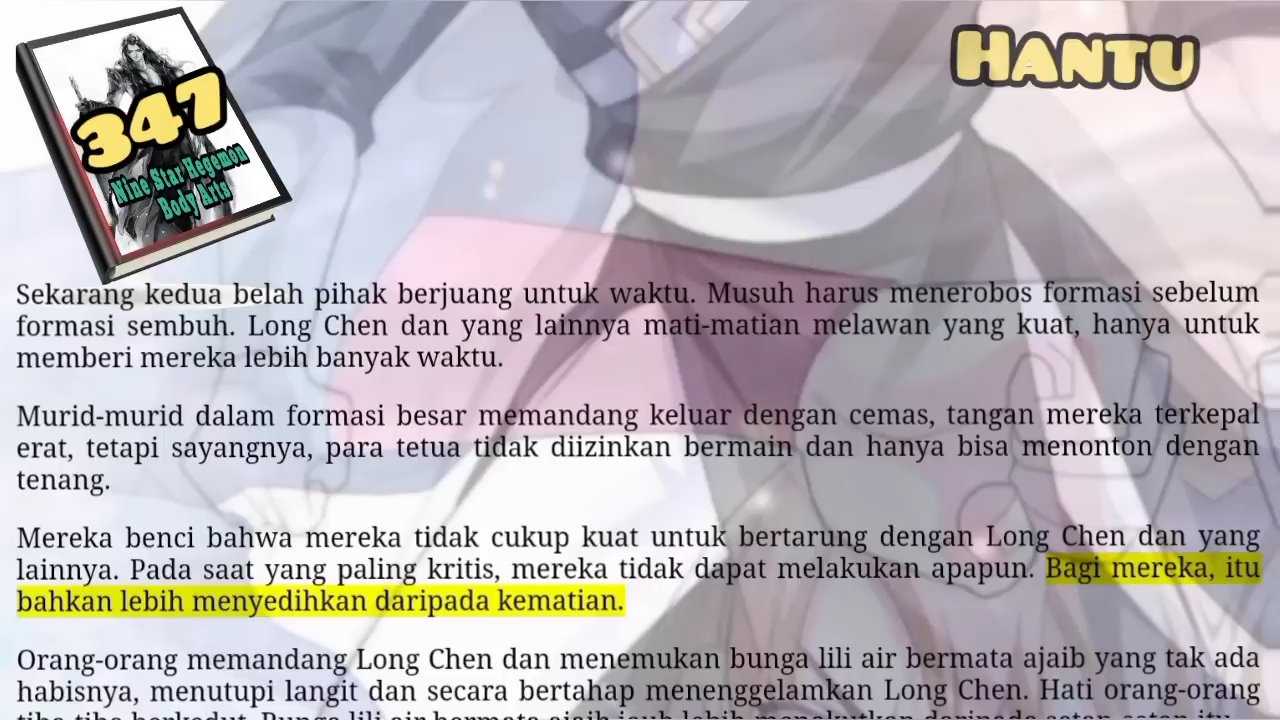 347
Nine Star Hegemon
Body Arts
HANTU
Sekarang kedua belah pihak berjuang untuk waktu. Musuh harus menerobos formasi sebelum
formasi sembuh. Long Chen dan yang lainnya mati-matian melawan yang kuat, hanya untuk
memberi mereka lebih banyak waktu.
Murid-murid dalam formasi besar memandang keluar dengan cemas, tangan mereka terkepal
erat, tetapi sayangnya, para tetua tidak diizinkan bermain dan hanya bisa menonton dengan
tenang.
Mereka benci bahwa mereka tidak cukup kuat untuk bertarung dengan Long Chen dan yang
lainnya. Pada saat yang paling kritis, mereka tidak dapat melakukan apapun. Bagi mereka, itu
bahkan lebih menyedihkan daripada kematian.
Orang-orang memandang Long Chen dan menemukan bunga lili air bermata ajaib yang tak ada
habisnya, menutupi langit dan secara bertahap menenggelamkan Long Chen. Hati orang-orang